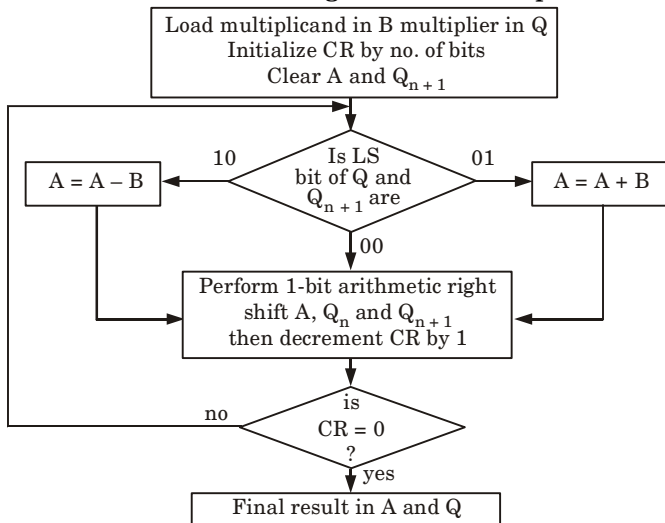 Load multiplicand in B multiplier in Q
Initialize CR by no. of bits
Clear A and Qn + 1
10
Is LS
bit of Q and
Qn + 1 are
01
A = A – B
A = A + B
00
Perform 1-bit arithmetic right
shift A, Qn and Qn + 1
then decrement CR by 1
no
is
CR = 0
?
yes
Final result in A and Q